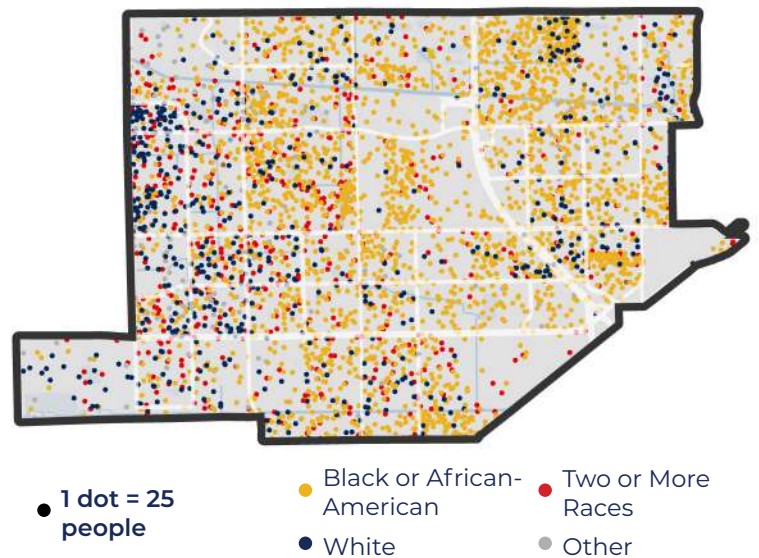 1 dot = 25
people
Black or African-
American
White
Two or More
Races
Other